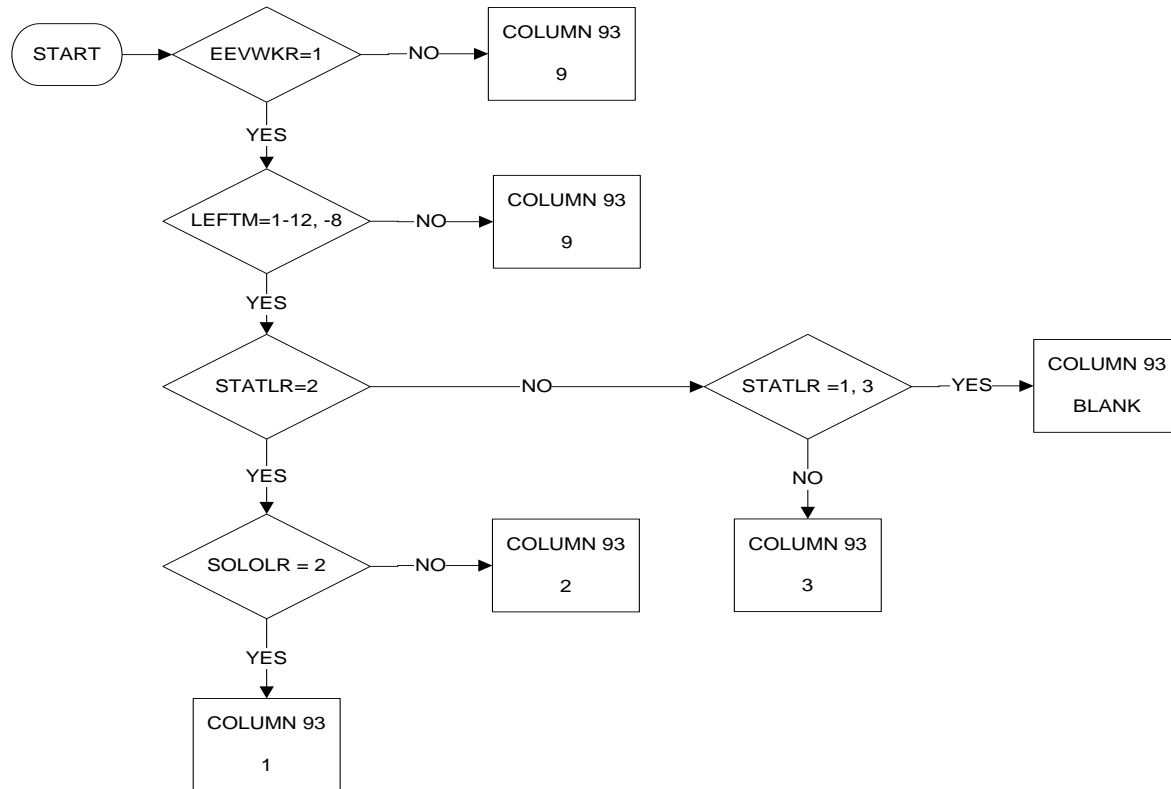 START
EEVWKR=1
NO
COLUMN 93
9
YES
LEFTM=1-12, -8
NO
COLUMN 93
9
YES
STATLR=2
NO
STATLR =1, 3
YES
COLUMN 93
BLANK
YES
NO
SOLOLR = 2
NO
COLUMN 93
2
COLUMN 93
3
YES
COLUMN 93
1